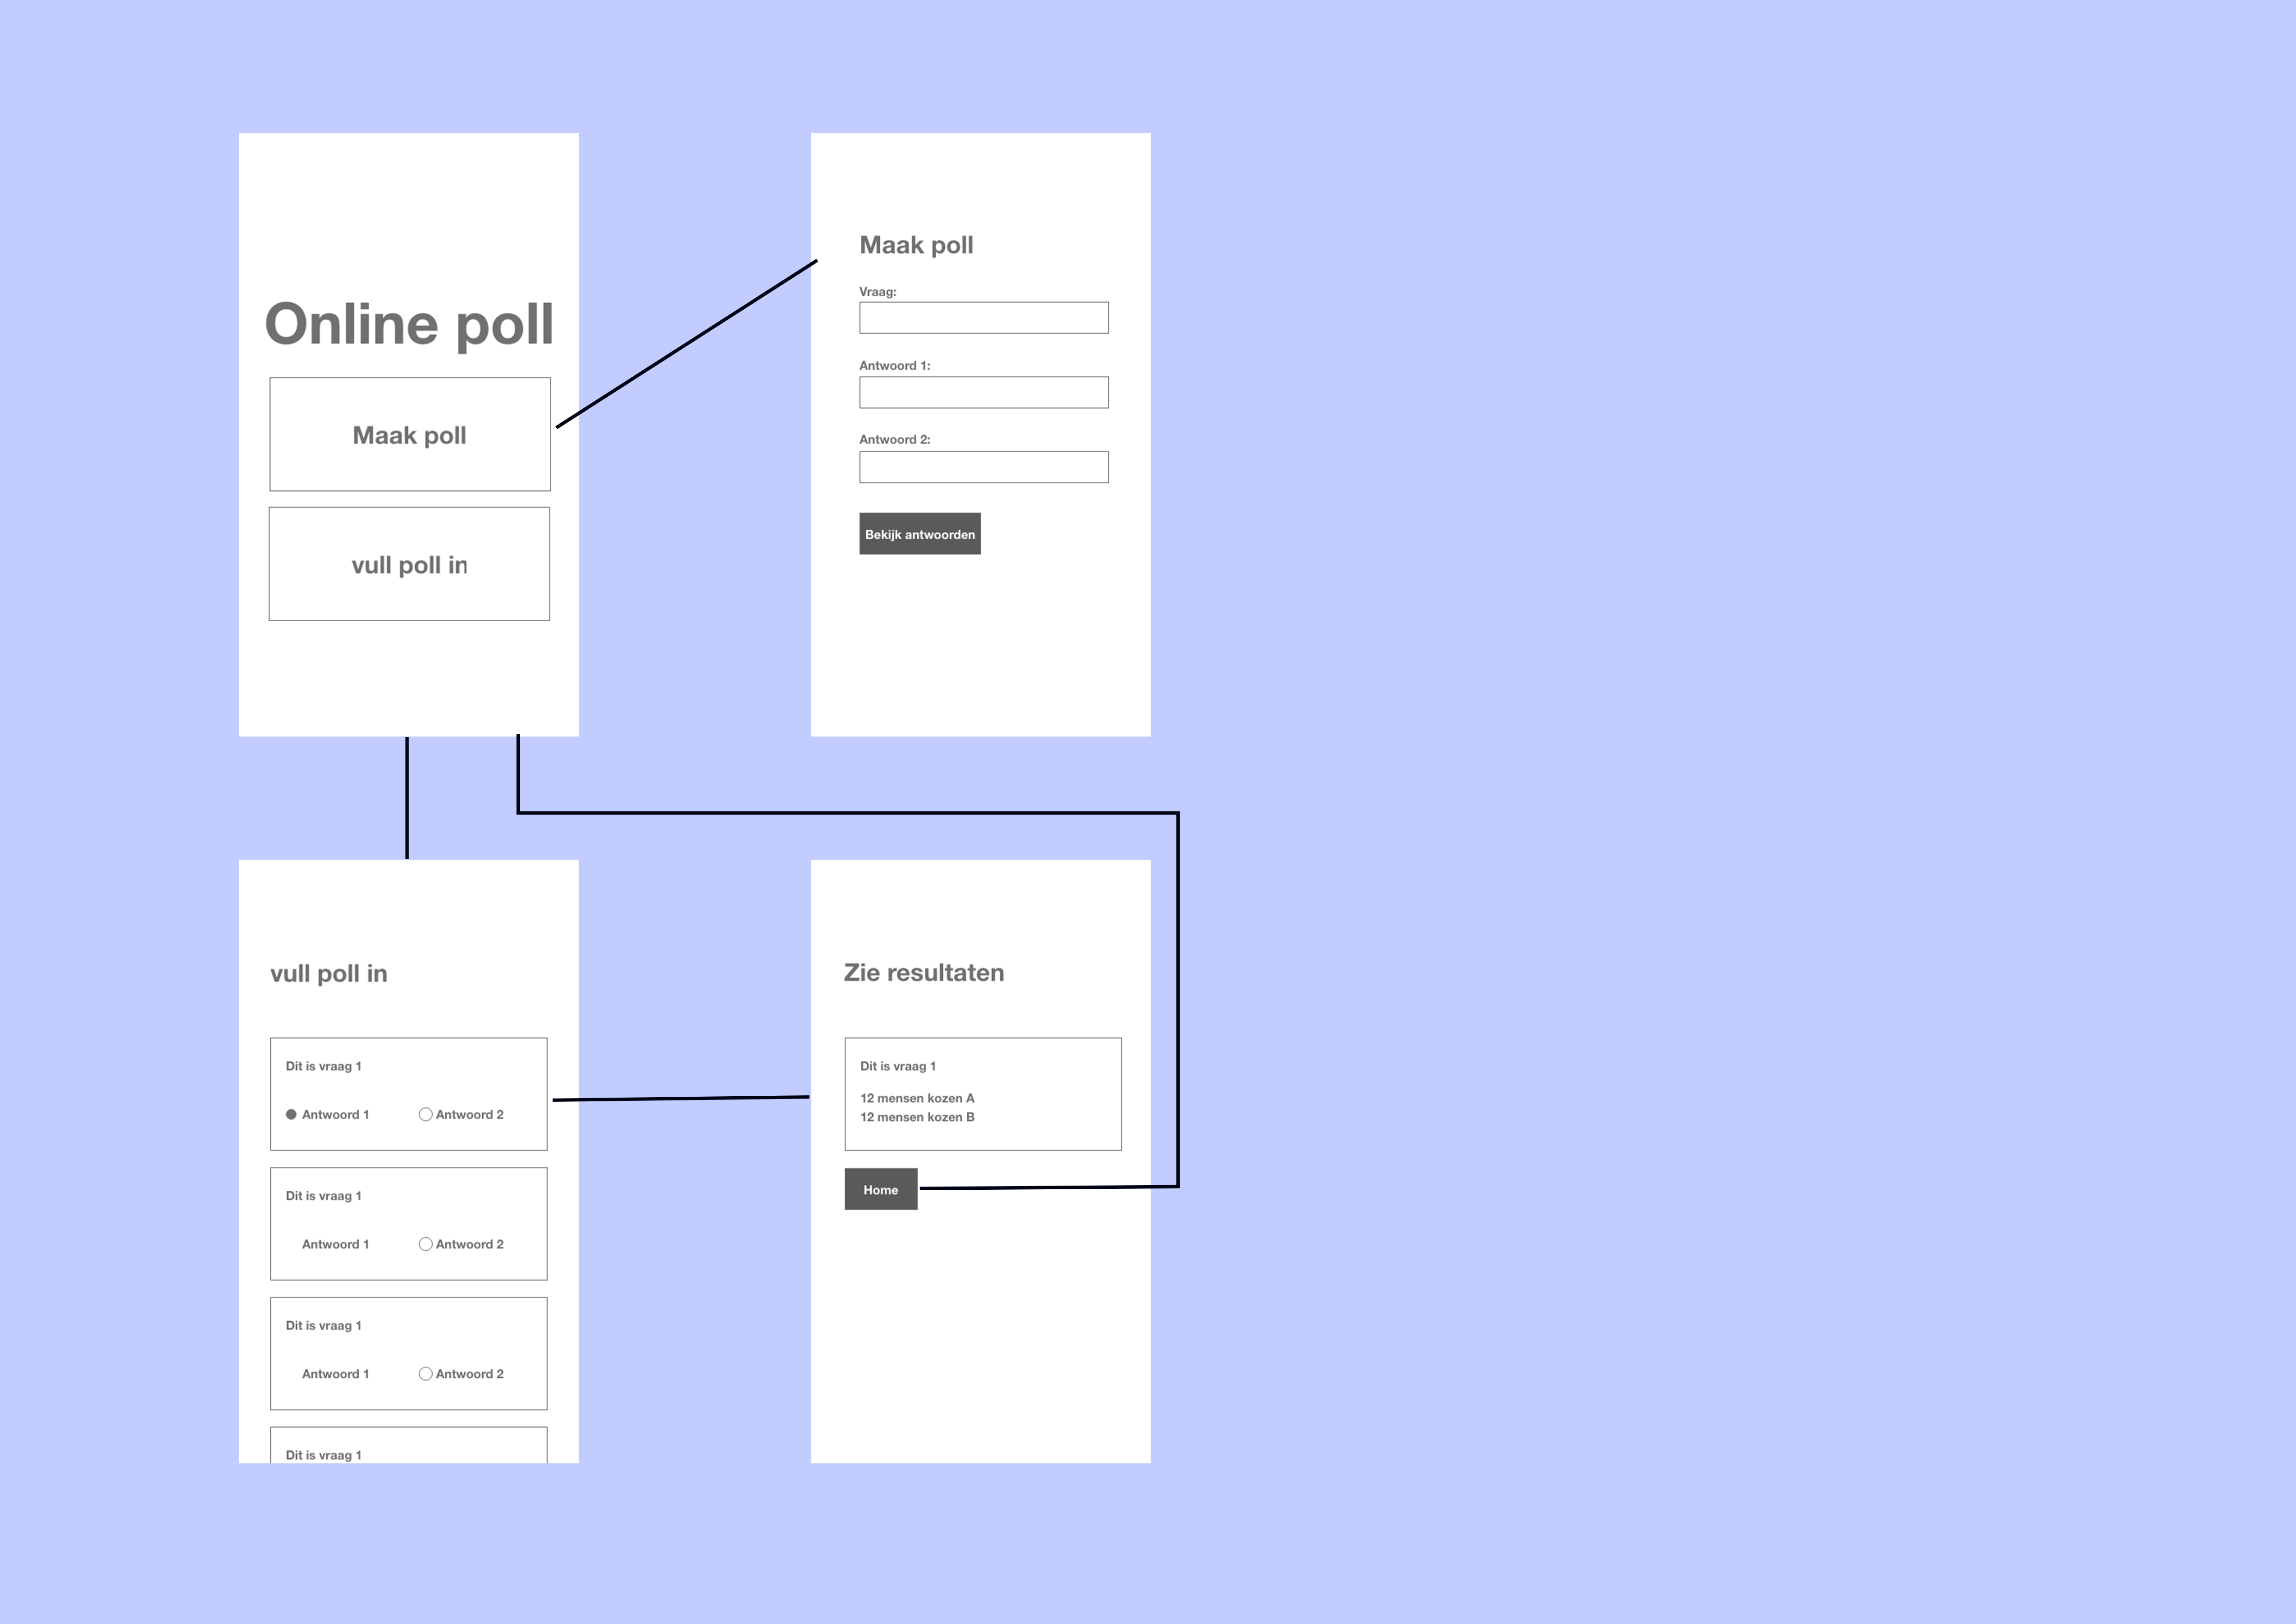 Online poll
Maak poll
vull poll in
Maak poll
Vraag:
Antwoord 1:
Antwoord 2:
Bekijk antwoorden
vull poll in
Dit is vraag 1
Antwoord 1 Antwoord 2
Dit is vraag 1
Antwoord 1 Antwoord 2
Dit is vraag 1
Antwoord 1 Antwoord 2
Dit is vraag 1
Zie resultaten
Dit is vraag 1
12 mensen kozen A
12 mensen kozen B
Home